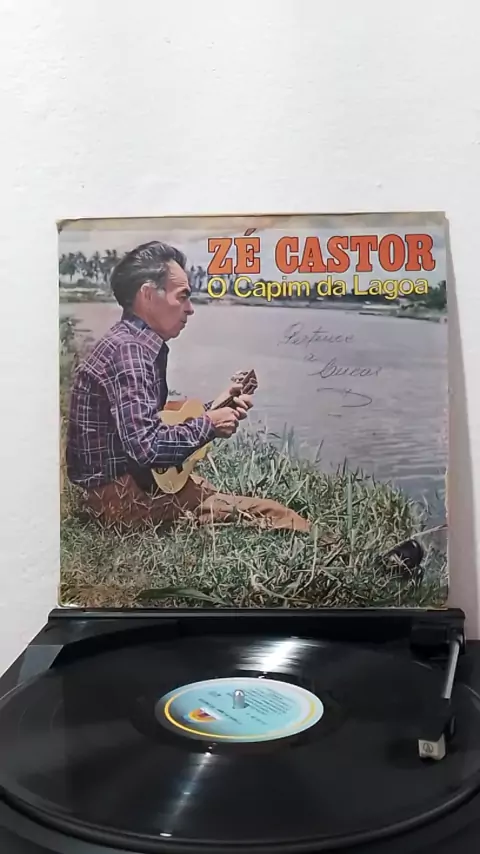 ZÉ CASTOR
O Capim da Lagoa
Pertence
a